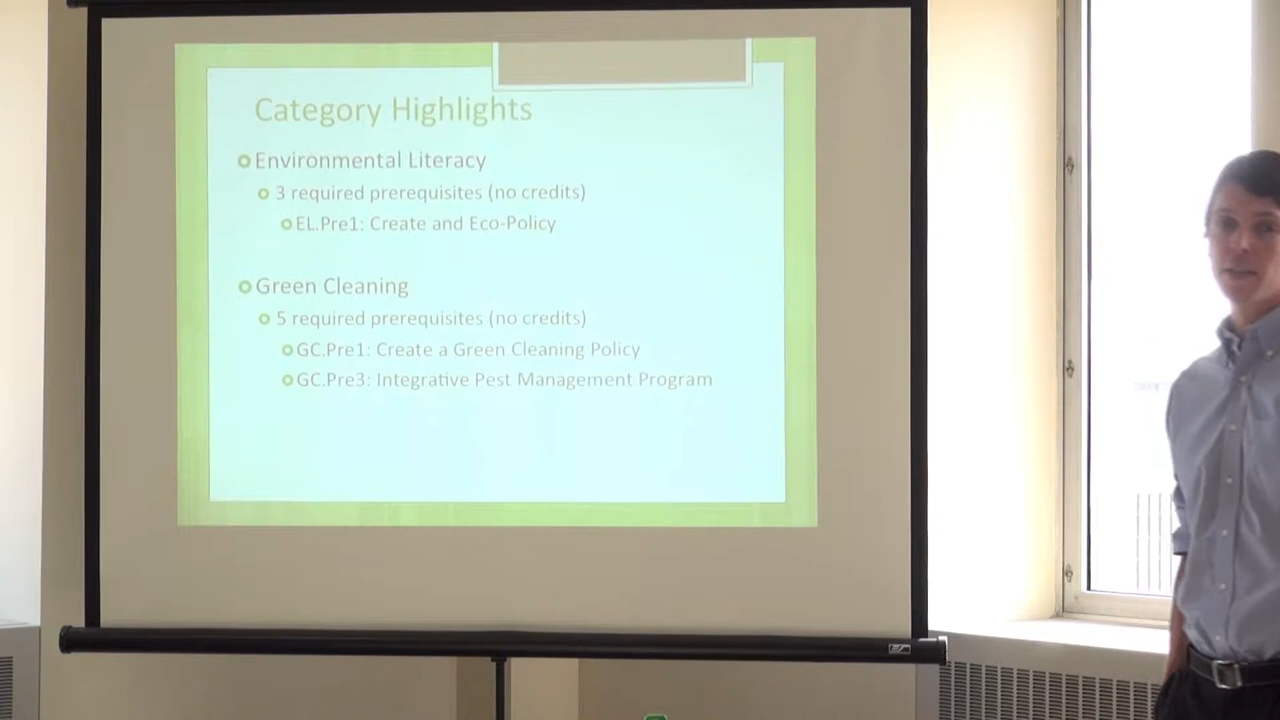 Category Highlights
Environmental Literacy
3 required prerequisites (no credits)
EL.Pre1: Create and Eco-Policy
Green Cleaning
5 required prerequisites (no credits)
GC.Pre1: Create a Green Cleaning Policy
GC.Pre3: Integrative Pest Management Program